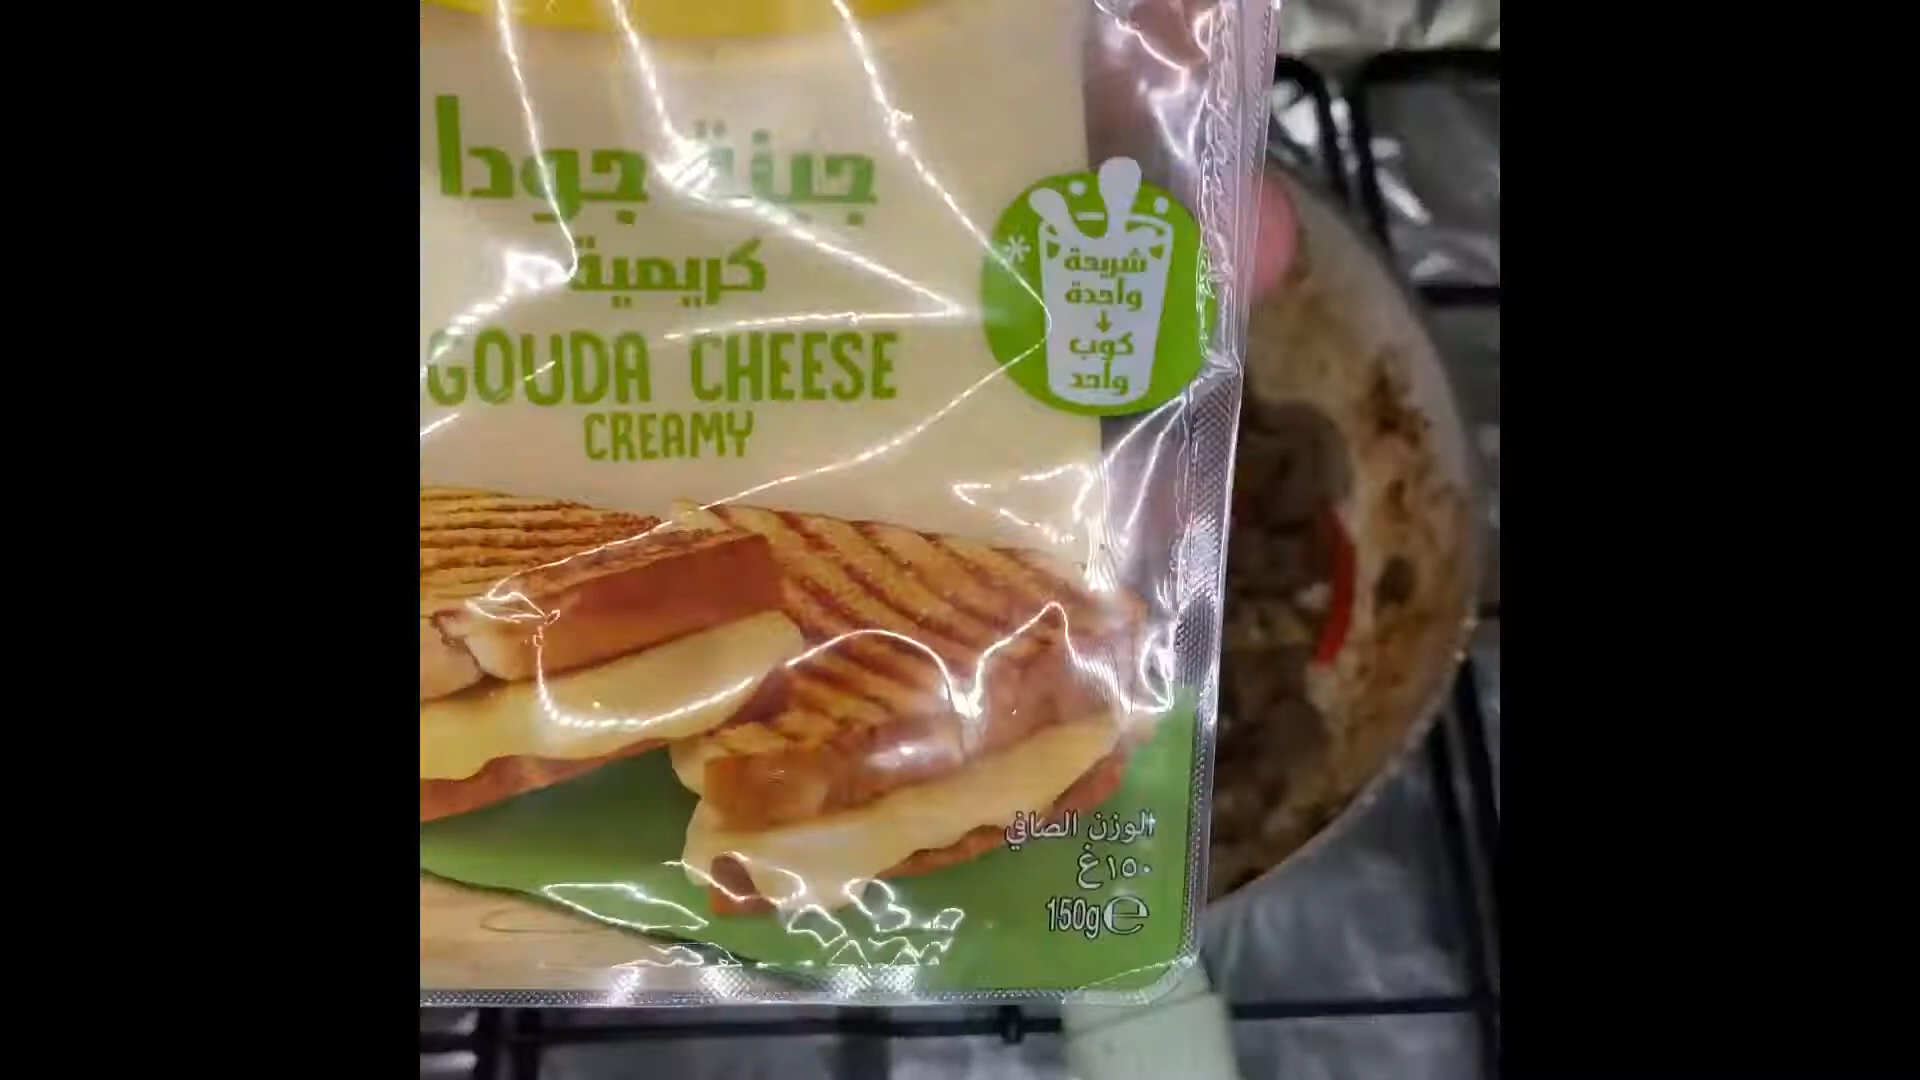 جبنة جودا
كريمية
GOUDA CHEESE
CREAMY
شريحة
واحدة
↓
كوب
واحد
*
الوزن الصافي
١٥٠غ
150g e